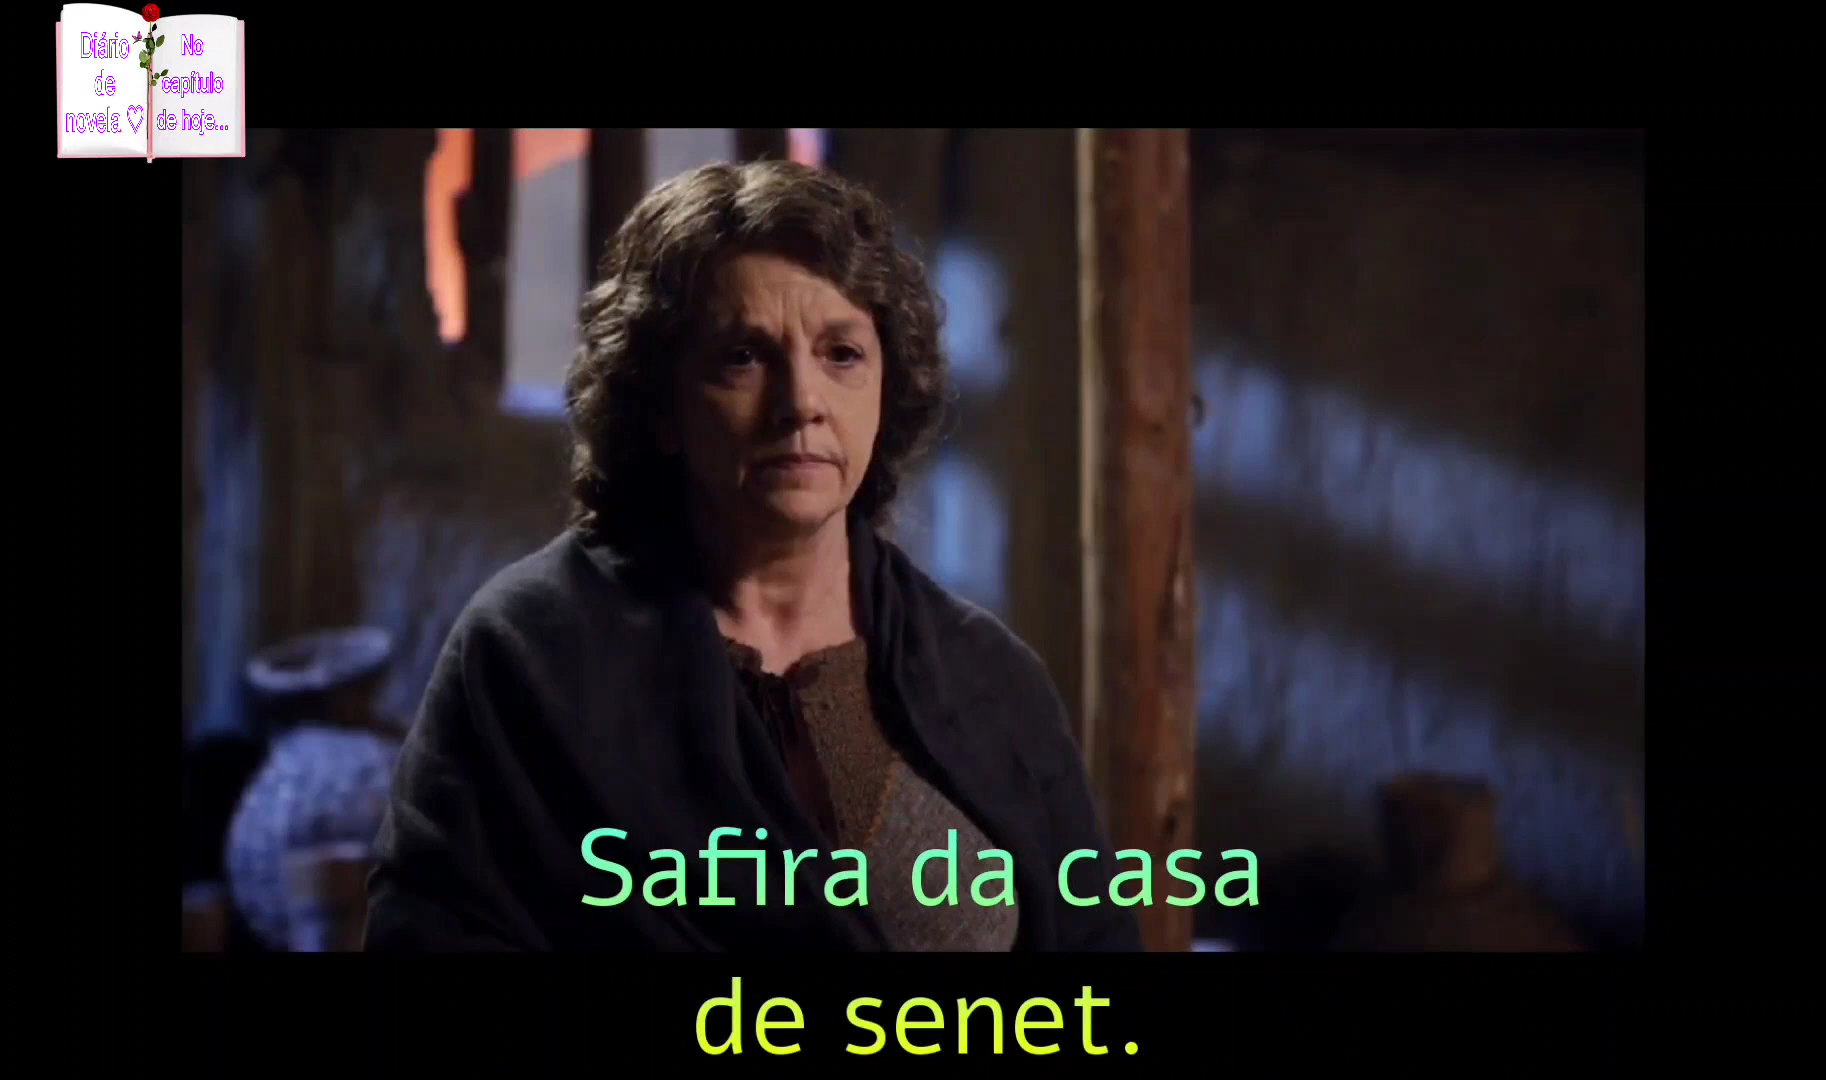 Diário
de
novela ♡
No
capítulo
de hoje...
Safira da casa
de senet.